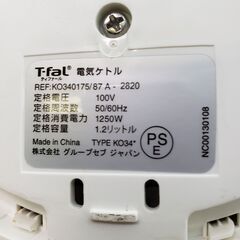 T-fal 電気ケトル
ティファール
REF:KO340175/87 A - 2820
定格電圧 : 100V
定格周波数 : 50/60Hz
定格消費電力 : 1250W
容量 : 1.2リットル
Made in China TYPE KO34*
株式会社 グループセブ ジャパン
PS
E
NC00130108